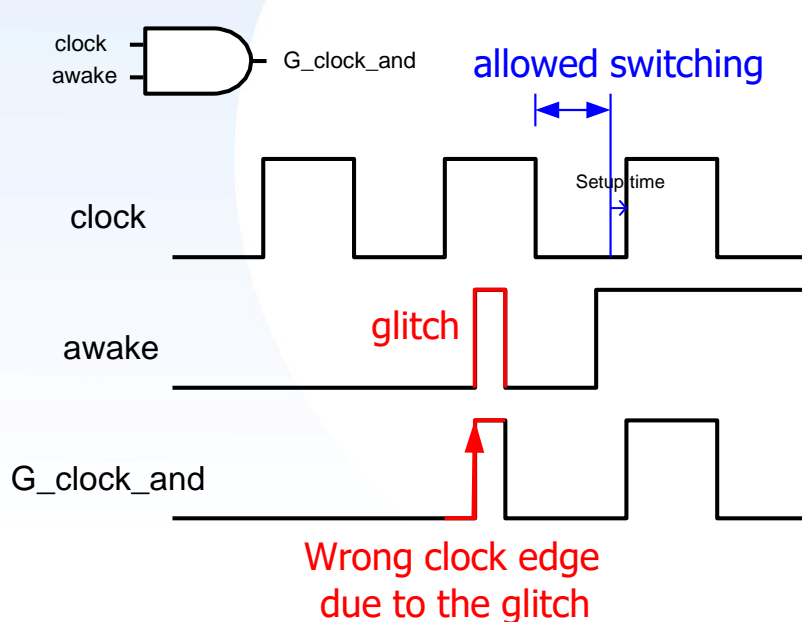 clock
awake
G_clock_and
allowed switching
Setup time
clock
glitch
awake
G_clock_and
Wrong clock edge
due to the glitch